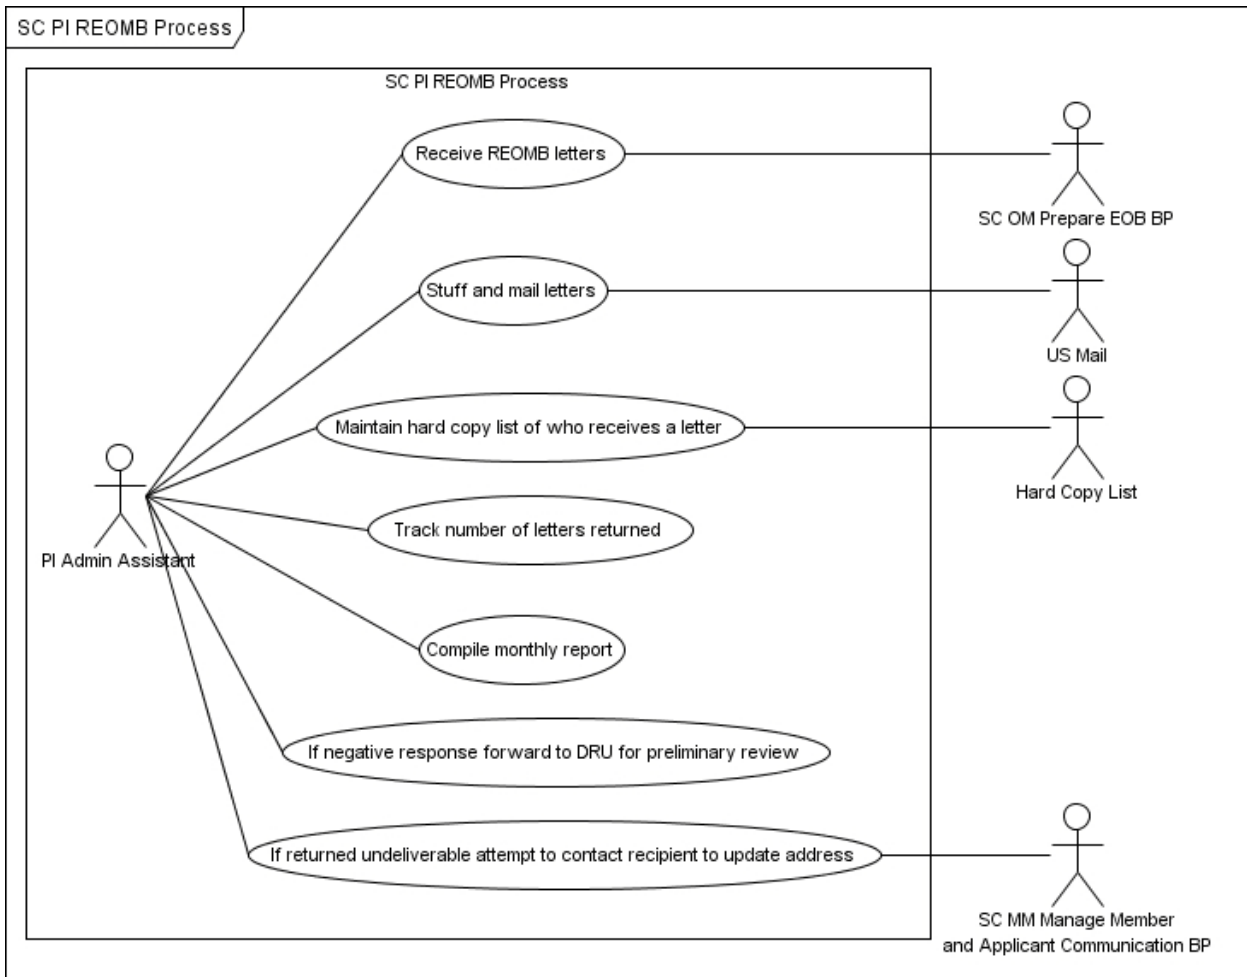 SC PI REOMB Process
SC PI REOMB Process
Receive REOMB letters
SC OM Prepare EOB BP
Stuff and mail letters
US Mail
Maintain hard copy list of who receives a letter
Hard Copy List
Track number of letters returned
PI Admin Assistant
Compile monthly report
If negative response forward to DRU for preliminary review
If returned undeliverable attempt to contact recipient to update address
SC MM Manage Member
and Applicant Communication BP